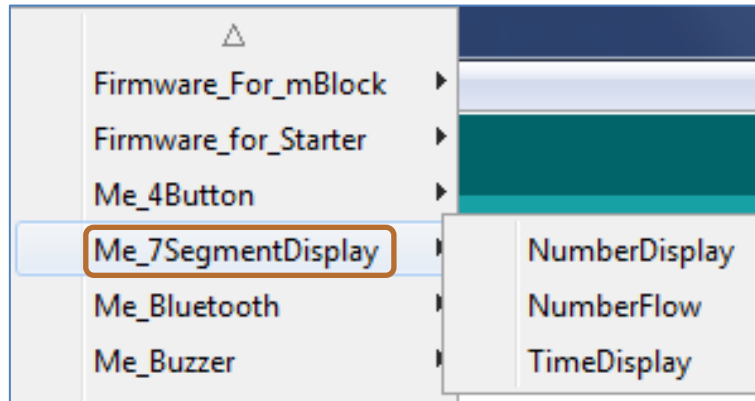 Firmware_For_mBlock
Firmware_for_Starter
Me_4Button
Me_7SegmentDisplay
Me_Bluetooth
Me_Buzzer
NumberDisplay
NumberFlow
TimeDisplay